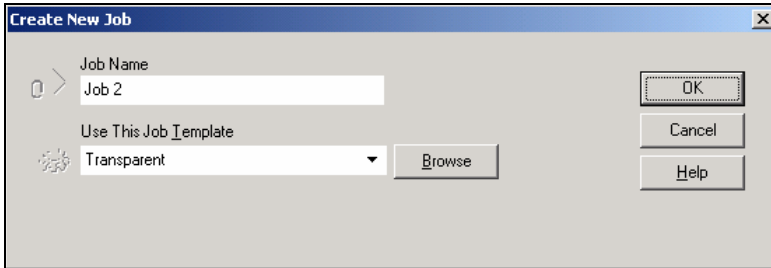 Create New Job
Job Name
Job 2
Use This Job Template
Transparent
Browse
OK
Cancel
Help